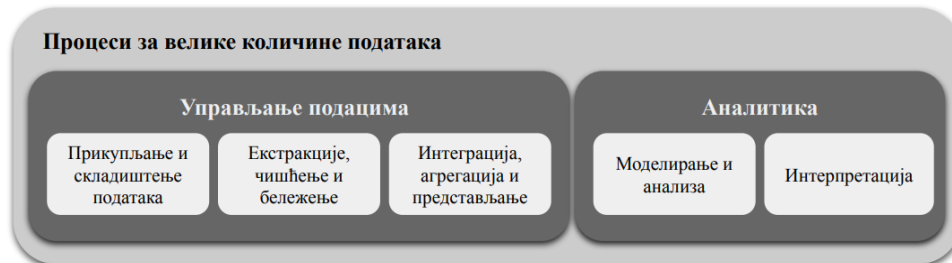 Процеси за велике количине података
Управљање подацима
Прикупљање и
складиштење
података
Екстракције,
чишћење и
бележење
Интеграција,
агрегација и
представљање
Аналитика
Моделирање и
анализа
Интерпретација